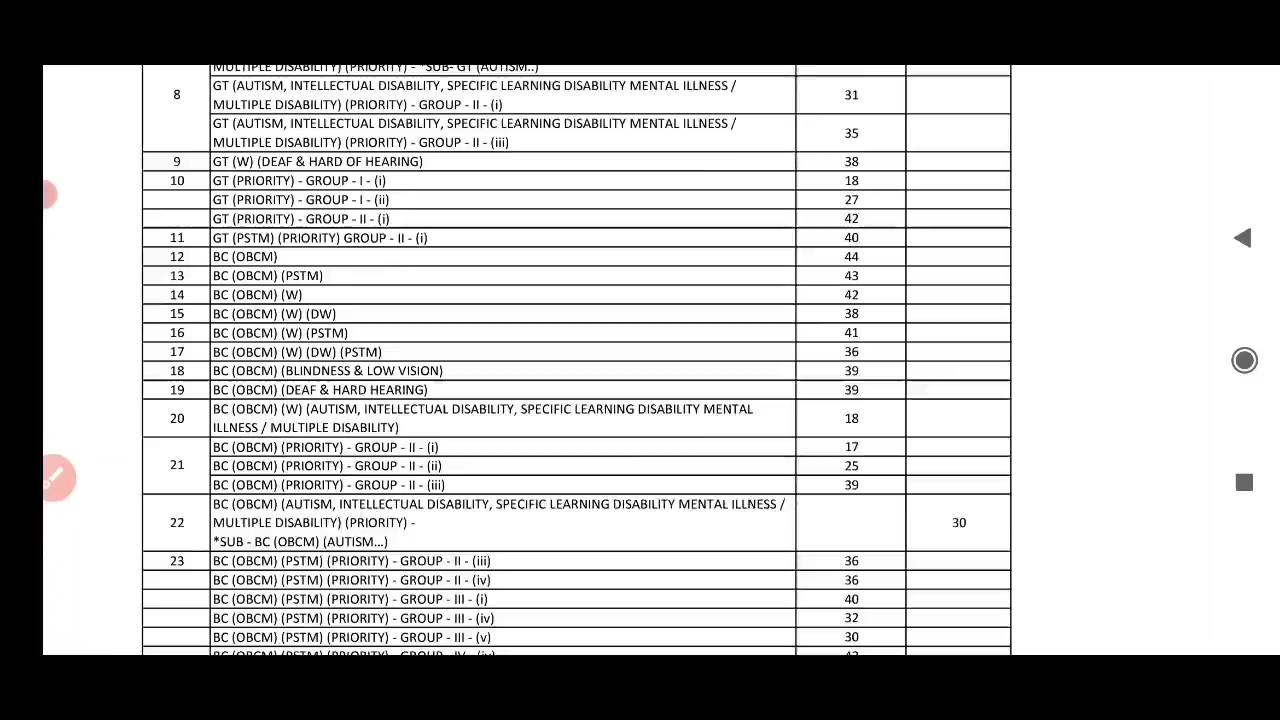 MULTIPLE DISABILITY) (PRIORITY) - *SUB- GT (AUTISM..)
8 GT (AUTISM, INTELLECTUAL DISABILITY, SPECIFIC LEARNING DISABILITY MENTAL ILLNESS /
MULTIPLE DISABILITY) (PRIORITY) - GROUP - II - (i) 31
GT (AUTISM, INTELLECTUAL DISABILITY, SPECIFIC LEARNING DISABILITY MENTAL ILLNESS /
MULTIPLE DISABILITY) (PRIORITY) - GROUP - II - (iii) 35
9 GT (W) (DEAF & HARD OF HEARING) 38
10 GT (PRIORITY) - GROUP - I - (i) 18
GT (PRIORITY) - GROUP - I - (ii) 27
GT (PRIORITY) - GROUP - II - (i) 42
11 GT (PSTM) (PRIORITY) GROUP - II - (i) 40
12 BC (OBCM) 44
13 BC (OBCM) (PSTM) 43
14 BC (OBCM) (W) 42
15 BC (OBCM) (W) (DW) 38
16 BC (OBCM) (W) (PSTM) 41
17 BC (OBCM) (W) (DW) (PSTM) 36
18 BC (OBCM) (BLINDNESS & LOW VISION) 39
19 BC (OBCM) (DEAF & HARD HEARING) 39
20 BC (OBCM) (W) (AUTISM, INTELLECTUAL DISABILITY, SPECIFIC LEARNING DISABILITY MENTAL
ILLNESS / MULTIPLE DISABILITY) 18
21 BC (OBCM) (PRIORITY) - GROUP - II - (i) 17
BC (OBCM) (PRIORITY) - GROUP - II - (ii) 25
BC (OBCM) (PRIORITY) - GROUP - II - (iii) 39
22 BC (OBCM) (AUTISM, INTELLECTUAL DISABILITY, SPECIFIC LEARNING DISABILITY MENTAL ILLNESS /
MULTIPLE DISABILITY) (PRIORITY) - 30
*SUB - BC (OBCM) (AUTISM...)
23 BC (OBCM) (PSTM) (PRIORITY) - GROUP - II - (iii) 36
BC (OBCM) (PSTM) (PRIORITY) - GROUP - II - (iv) 36
BC (OBCM) (PSTM) (PRIORITY) - GROUP - III - (i) 40
BC (OBCM) (PSTM) (PRIORITY) - GROUP - III - (iv) 32
BC (OBCM) (PSTM) (PRIORITY) - GROUP - III - (v) 30
BC (OBCM) (PSTM) (PRIORITY) - GROUP - IV -